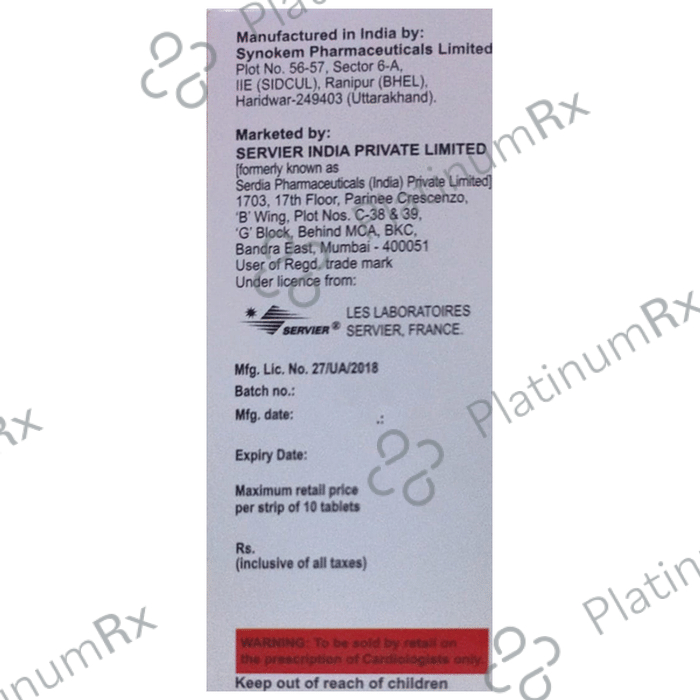 Manufactured in India by:
Synokem Pharmaceuticals Limited
Plot No. 56-57, Sector 6-A,
IIE (SIDCUL), Ranipur (BHEL),
Haridwar-249403 (Uttarakhand).
Marketed by:
SERVIER INDIA PRIVATE LIMITED
[formerly known as
Serdia Pharmaceuticals (India) Private Limited]
1703, 17th Floor, Parinee Crescenzo,
'B' Wing, Plot Nos. C-38 & 39,
'G' Block, Behind MCA, BKC,
Bandra East, Mumbai - 400051
User of Regd. trade mark
Under licence from:
LES LABORATOIRES
SERVIER® SERVIER, FRANCE.
Mfg. Lic. No. 27/UA/2018
Batch no.:
Mfg. date:
Expiry Date:
Maximum retail price
per strip of 10 tablets
Rs.
(inclusive of all taxes)
WARNING: To be sold by retail on
the prescription of Cardiologists only.
Keep out of reach of children
PlatinumRx
PlatinumRx
PlatinumRx
Rx
Platin
inumRx